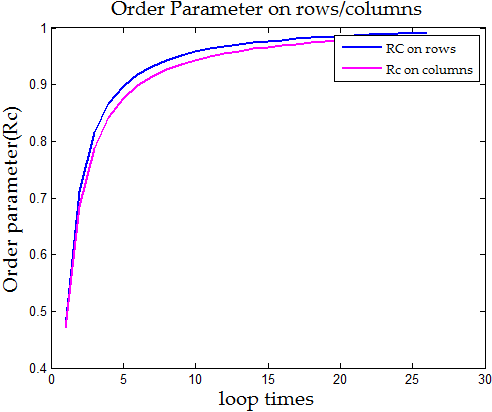 Order Parameter on rows/columns
1
0.9
0.8
0.7
0.6
0.5
0.4
0
5
10
15
20
25
30
Order parameter(Rc)
loop times
RC on rows
Rc on columns